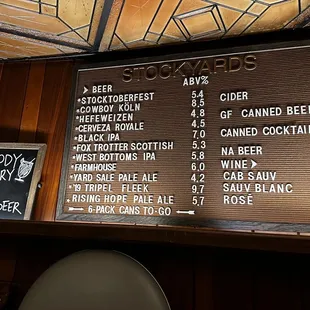 STOCKYARDS
BEER ABV%
*STOCKTOBERFEST 5.4
COWBOY KÖLN 8,5
*HEFEWEIZEN 4.8
*CERVEZA ROYALE 4,5
*BLACK IPA 7.0
*FOX TROTTER SCOTTISH 5.3
*WEST BOTTOMS IPA 5.8
*FARMHOUSE 6.0
*YARD SALE PALE ALE 4,2
*'19 TRIPEL FLEEK 9.7
*RISING HOPE PALE ALE 5,7
*6-PACK CANS TO-GO
CIDER
GF CANNED BEER
CANNED COCKTAIL
NA BEER
WINE
CAB SAUV
SAUV BLANC
ROSÉ
ODY
RY
BEER